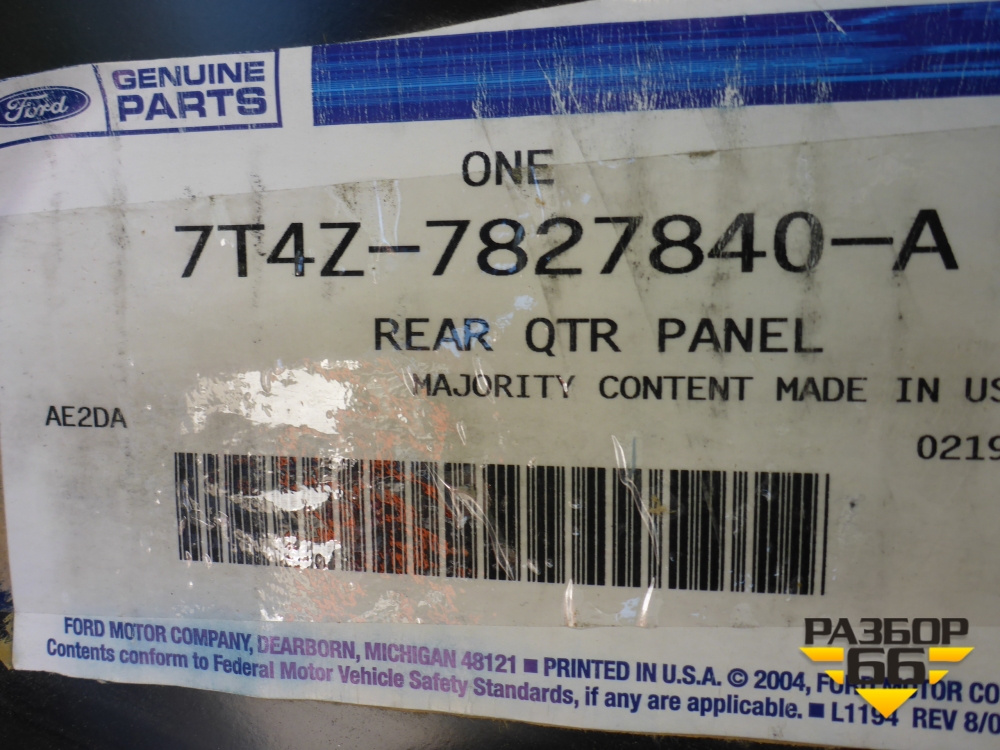 Ford
GENUINE
PARTS
ONE
7T4Z-7827840-A
REAR QTR PANEL
MAJORITY CONTENT MADE IN US
AE2DA
0219
FORD MOTOR COMPANY, DEARBORN, MICHIGAN 48121 ■ PRINTED IN U.S.A. © 2004, FORD MOTOR CO
Contents conform to Federal Motor Vehicle Safety Standards, if any are applicable. ■ L1194 REV 8/0
РАЗБОР
66